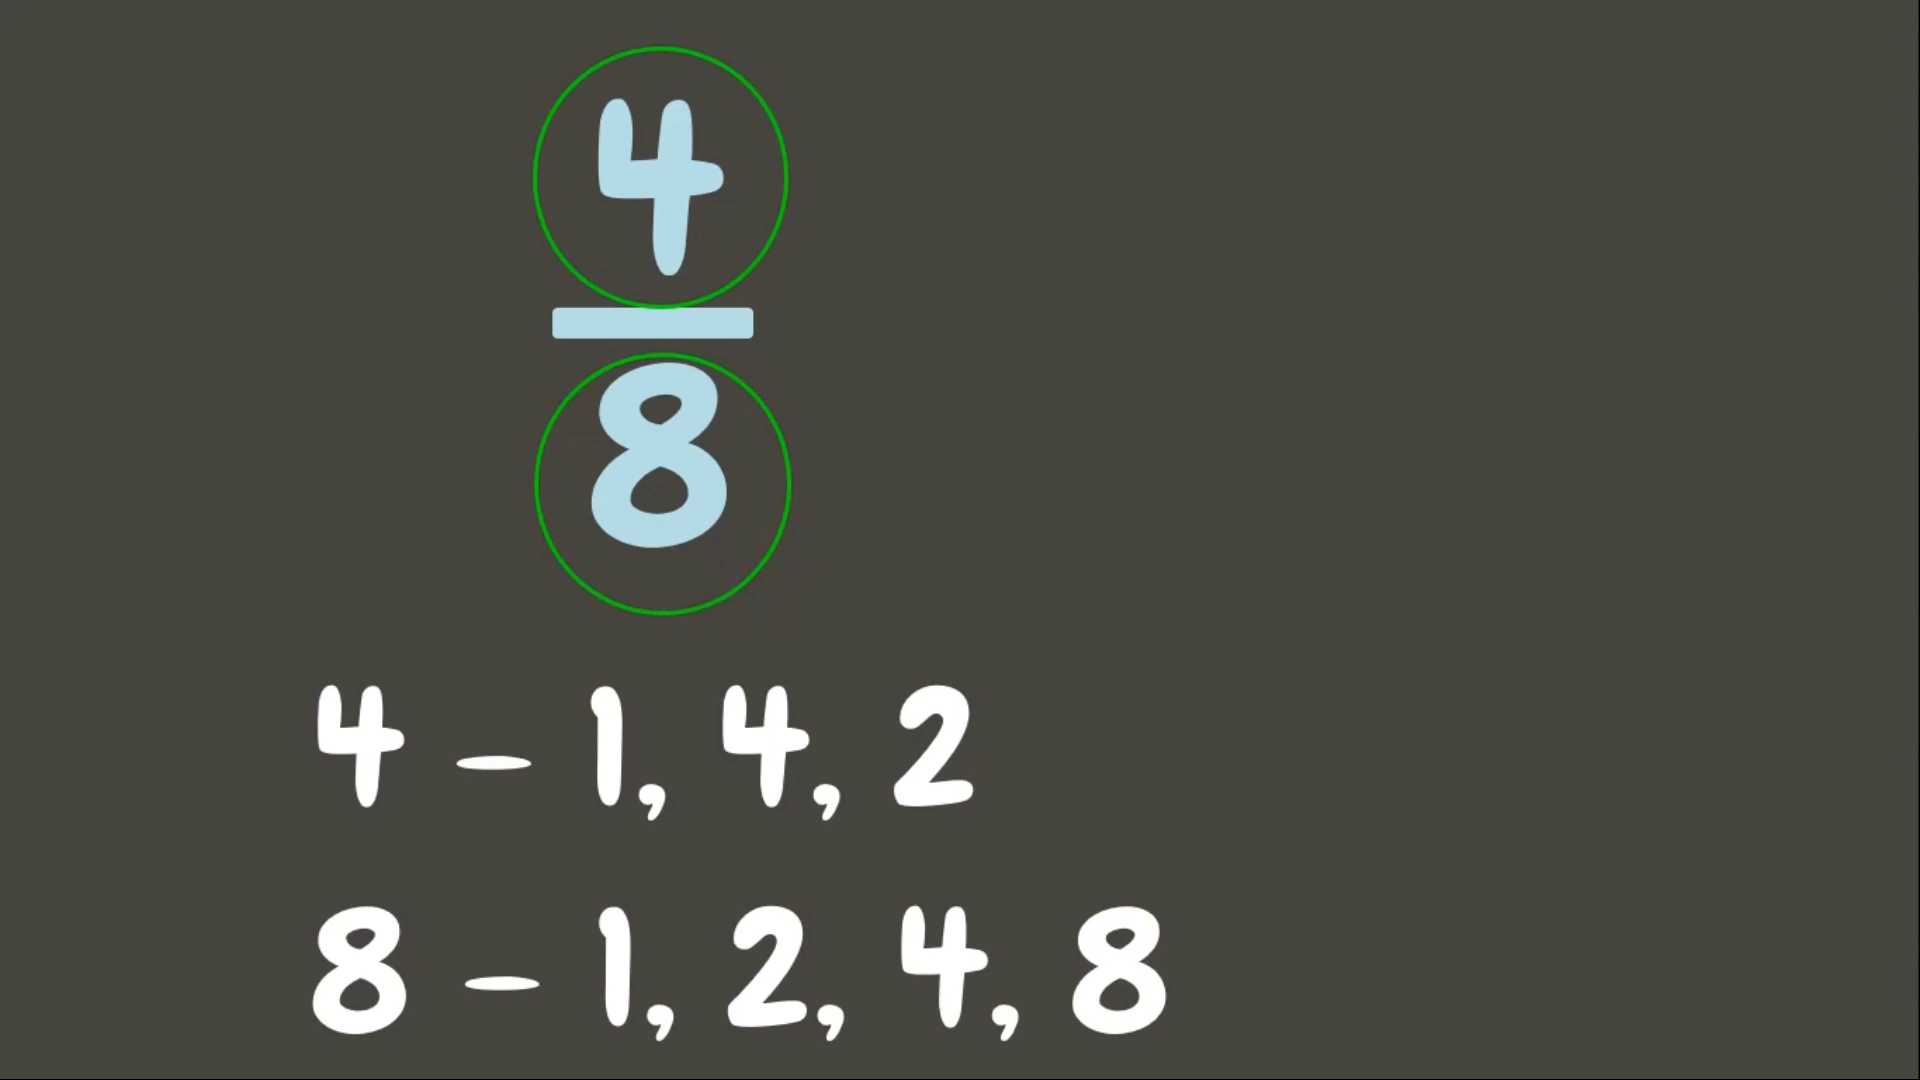 4
8
4 – 1, 4, 2
8 – 1, 2, 4, 8